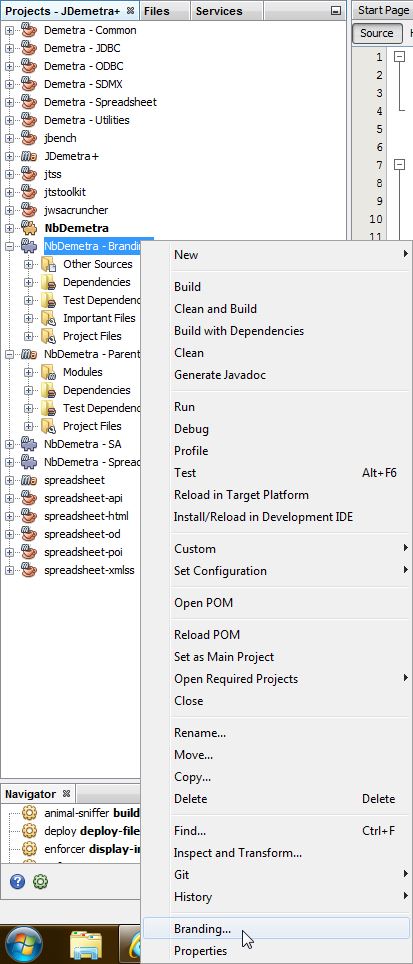 Projects - JDemetra+ Files Services Start Page
Source
Demetra - Common
Demetra - JDBC
Demetra - ODBC
Demetra - SDMX
Demetra - Spreadsheet
Demetra - Utilities
jbench
JDemetra+
jtss
jtstoolkit
jwsacruncher
NbDemetra
NbDemetra - Brandin
Other Sources
Dependencies
Test Dependenc
Important Files
Project Files
NbDemetra - Parent
Modules
Dependencies
Test Dependenc
Project Files
NbDemetra - SA
NbDemetra - Spread
spreadsheet
spreadsheet-api
spreadsheet-html
spreadsheet-od
spreadsheet-poi
spreadsheet-xmlss
1
2
3
4
5
6
7
8
9
10
11
New
Build
Clean and Build
Build with Dependencies
Clean
Generate Javadoc
Run
Debug
Profile
Test Alt+F6
Reload in Target Platform
Install/Reload in Development IDE
Custom
Set Configuration
Open POM
Reload POM
Set as Main Project
Open Required Projects
Close
Rename...
Move...
Copy...
Delete Delete
Find... Ctrl+F
Inspect and Transform...
Git
History
Branding...
Properties
Navigator
animal-sniffer build
deploy deploy-file
enforcer display-in